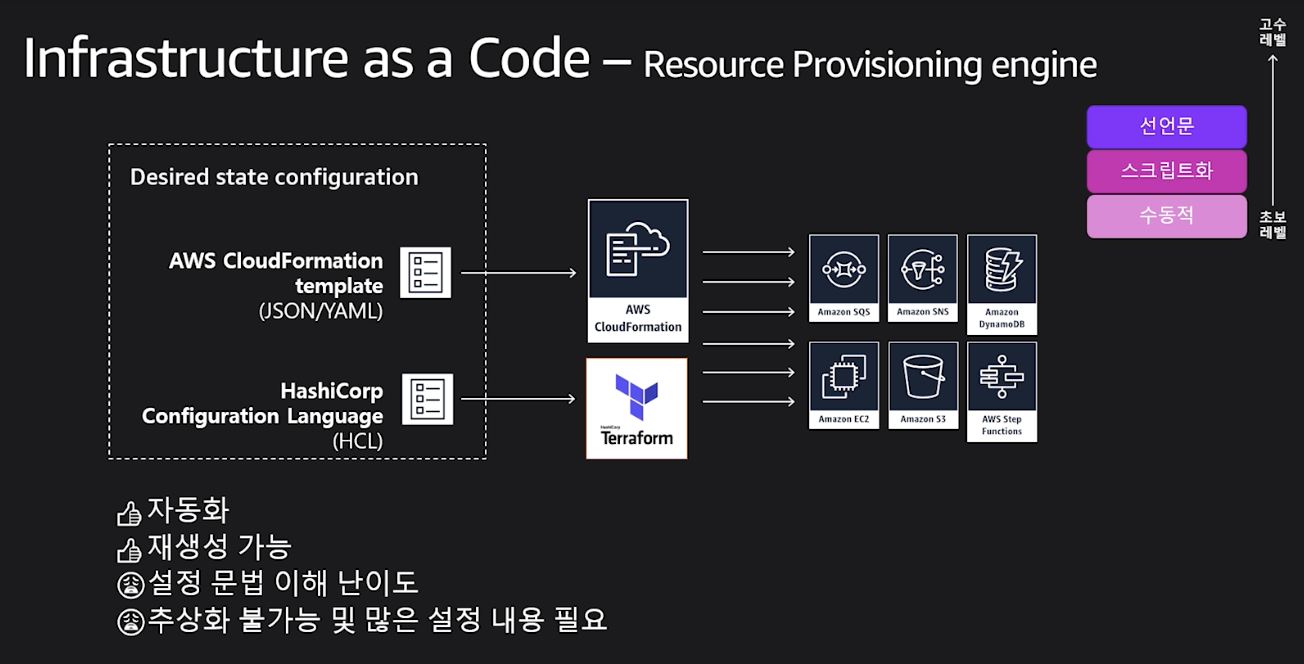 Infrastructure as a Code – Resource Provisioning engine
고수
레벨
선언문
스크립트화
수동적
초보
레벨
Desired state configuration
AWS CloudFormation
template
(JSON/YAML)
HashiCorp
Configuration Language
(HCL)
AWS
CloudFormation
HashiCorp
Terraform
Amazon SQS
Amazon SNS
Amazon
DynamoDB
Amazon EC2
Amazon S3
AWS Step
Functions
자동화
재생성 가능
설정 문법 이해 난이도
추상화 불가능 및 많은 설정 내용 필요